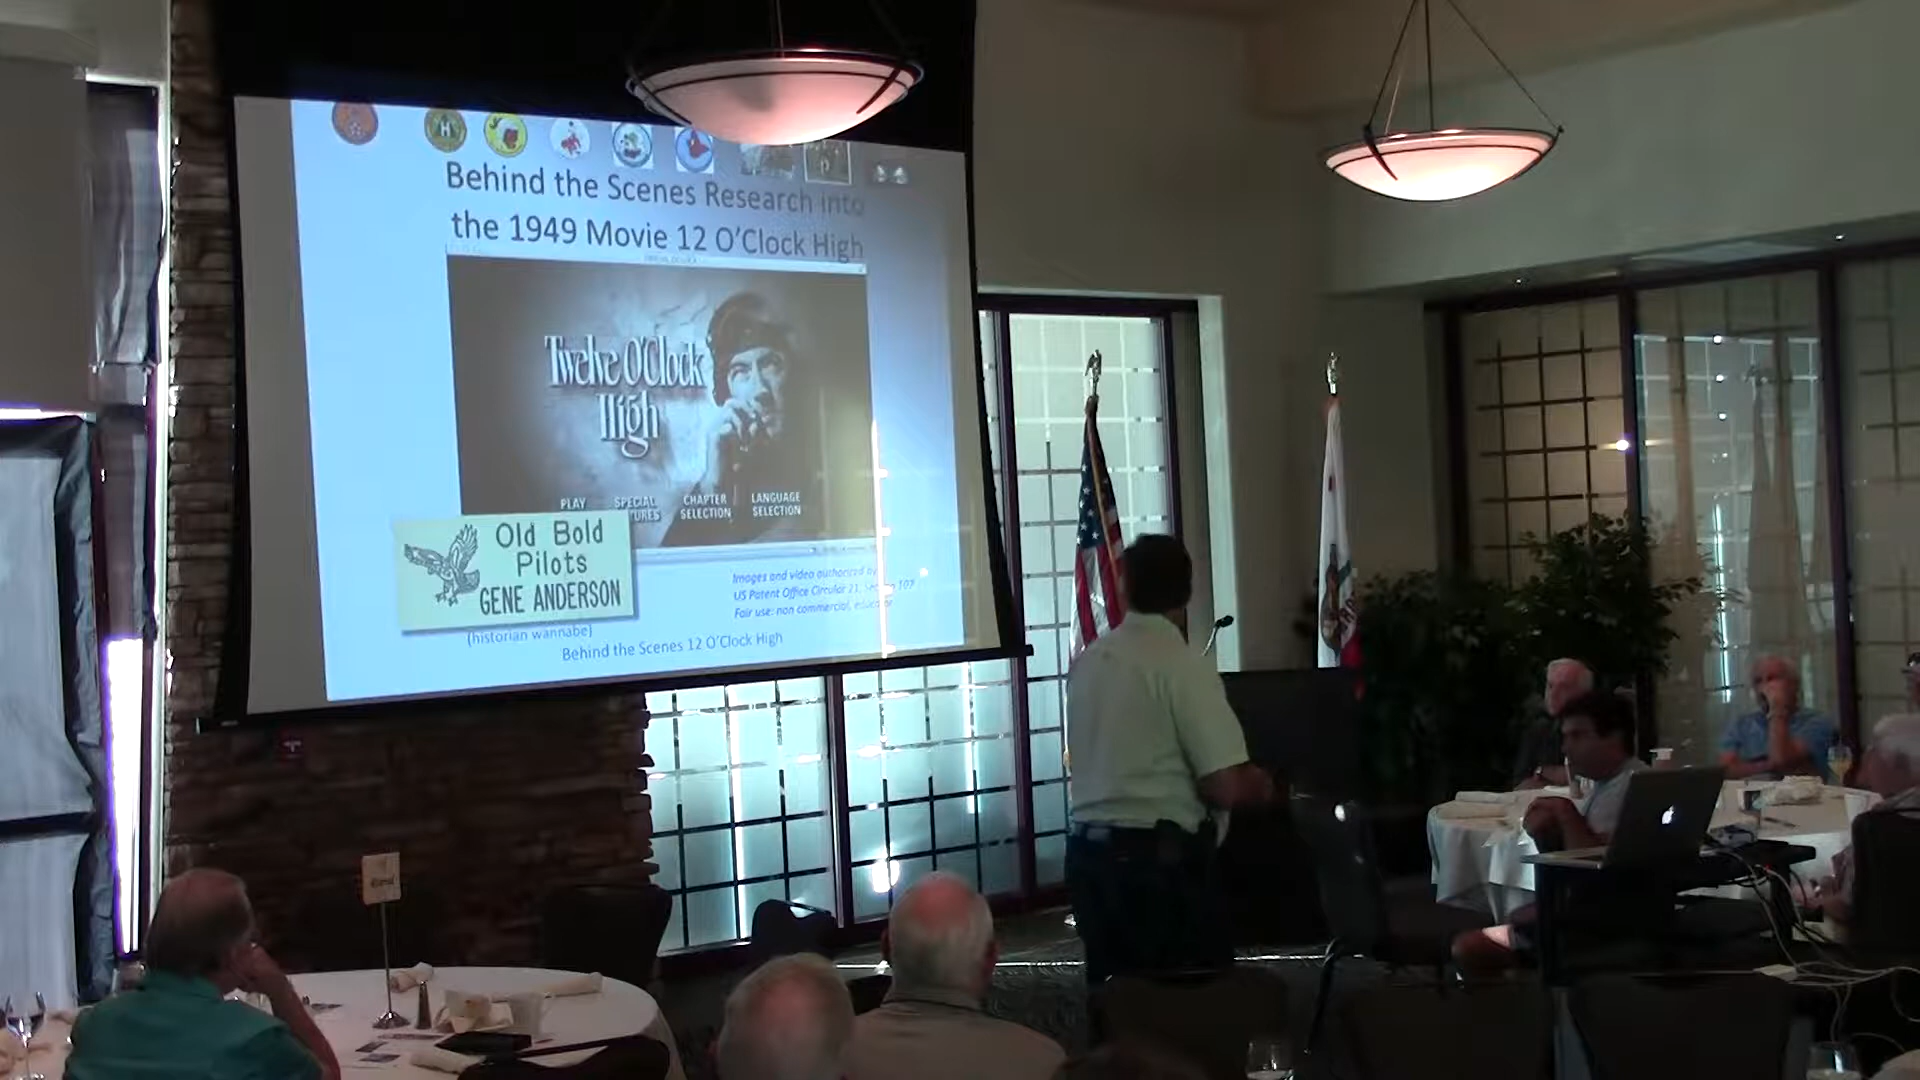 Behind the Scenes Research into
the 1949 Movie 12 O'Clock High
Twelve O'Clock
High
PLAY
SPECIAL
CHAPTER
SELECTION
LANGUAGE
SELECTION
Old Bold
Pilots
GENE ANDERSON
(historian wannabe)
Images and video authorized by
US Patent Office Circular 21, 107
Fair use: non commercial,
Behind the Scenes 12 O'Clock High